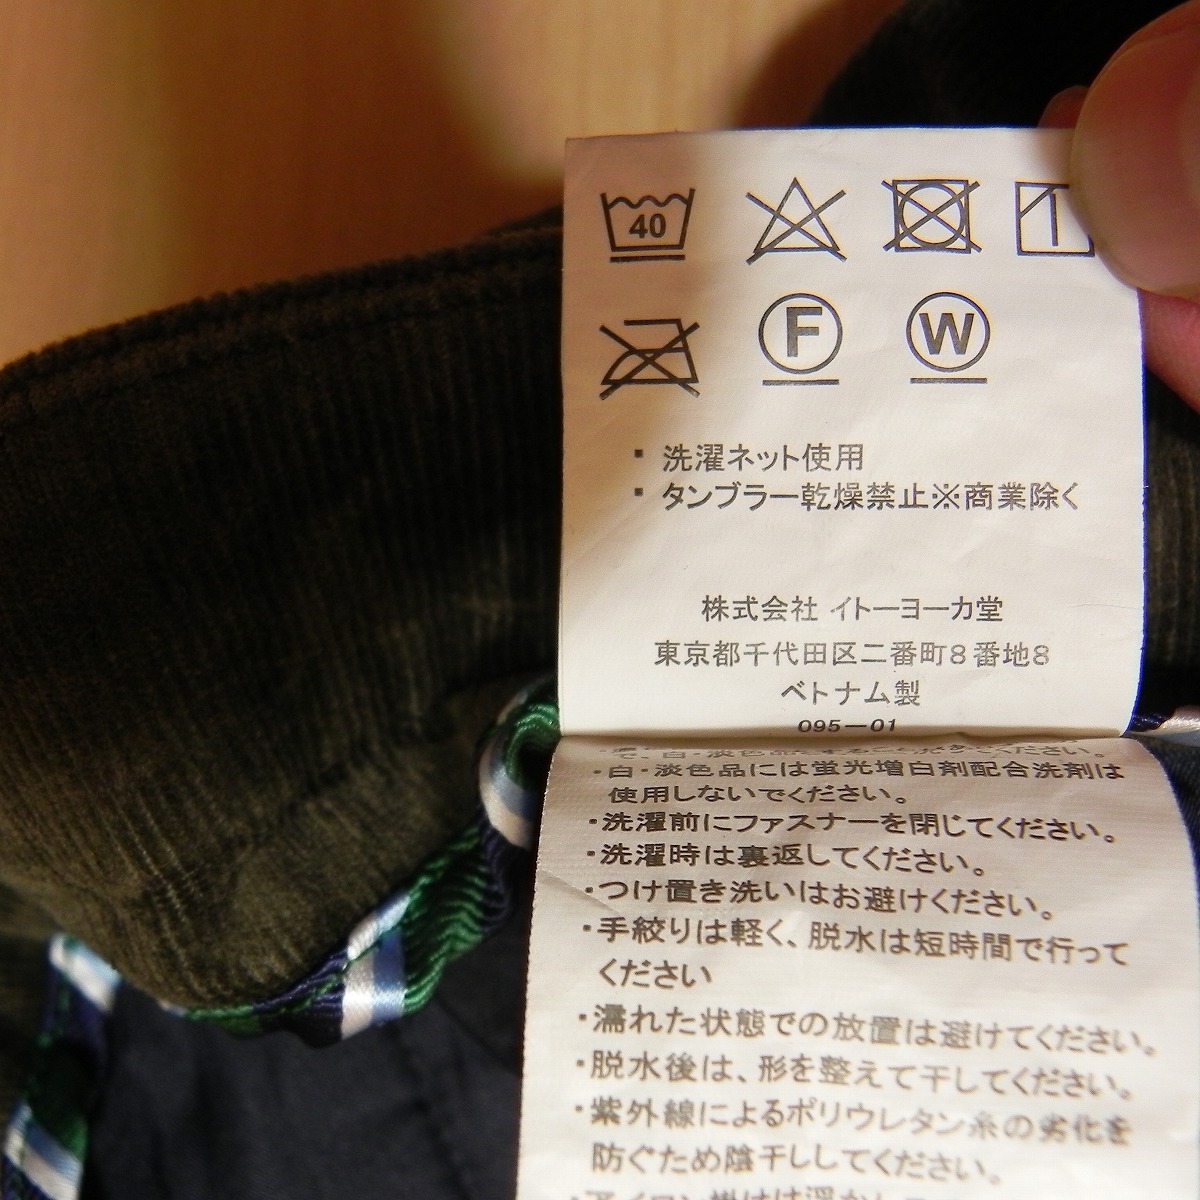 40
F W
・洗濯ネット使用
・タンブラー乾燥禁止※商業除く
株式会社 イトーヨーカ堂
東京都千代田区二番町8番地8
ベトナム製
095-01
で、白・淡色品 ください。
・白・淡色品には蛍光増白剤配合洗剤は
使用しないでください。
・洗濯前にファスナーを閉じてください。
・洗濯時は裏返してください。
・つけ置き洗いはお避けください。
・手絞りは軽く、脱水は短時間で行って
ください
・濡れた状態での放置は避けてください。
・脱水後は、形を整えて干してください。
・紫外線によるポリウレタン糸の劣化を
防ぐため陰干ししてください。